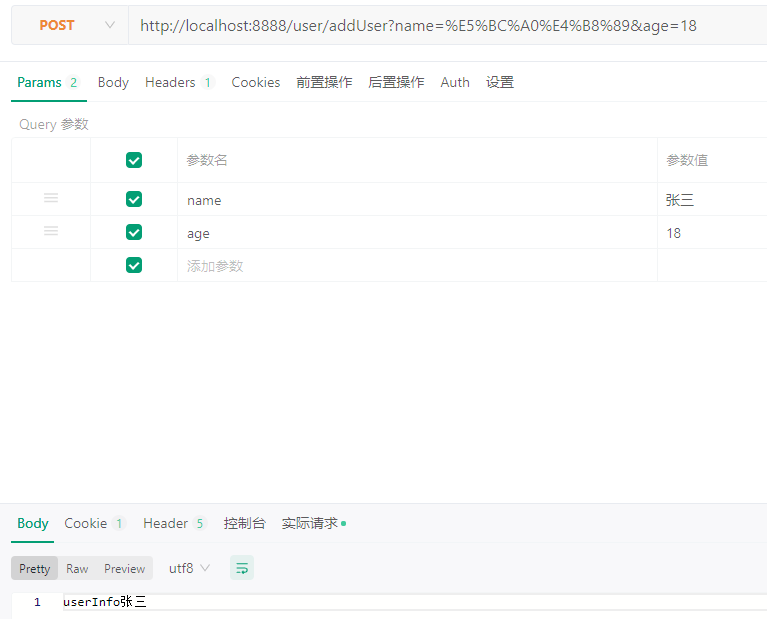 POST http://localhost:8888/user/addUser?name=%E5%BC%A0%E4%B8%89&age=18
Params 2 Body Headers 1 Cookies 前置操作 后置操作 Auth 设置
Query 参数
参数名 参数值
name 张三
age 18
添加参数
Body Cookie 1 Header 5 控制台 实际请求
Pretty Raw Preview utf8
1 userInfo张三